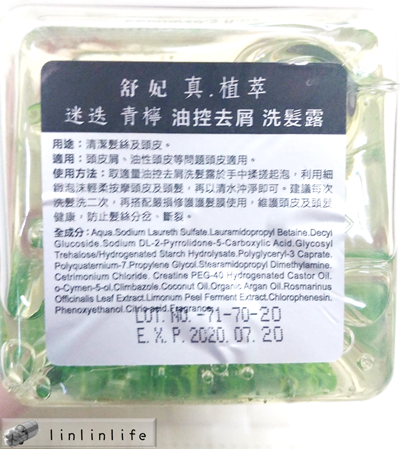 舒妃 真.植萃
迷迭 青檸 油控去屑 洗髮露
用途：清潔髮絲及頭皮。
適用：頭皮屑、油性頭皮等問題頭皮適用。
使用方法：取適量油控去屑洗髮露於手中搓揉起泡，利用細
緻泡沫輕柔按摩頭皮及頭髮，再以清水沖淨即可。建議每次
洗髮洗二次，再搭配嚴損修護護髮膜使用，維護頭皮及頭髮
健康，防止髮絲分岔、斷裂。
全成分：Aqua.Sodium Laureth Sulfate.Lauramidopropyl Betaine.Decyl
Glucoside.Sodium DL-2-Pyrrolidone-5-Carboxylic Acid.Glycosyl
Trehalose/Hydrogenated Starch Hydrolysate.Polyglyceryl-3 Caprate.
Polyquaternium-7.Propylene Glycol.Stearamidopropyl Dimethylamine.
Cetrimonium Chloride.Creatine PEG-40 Hydrogenated Castor Oil.
o-Cymen-5-ol.Climbazole.Coconut Oil.Organic Argan Oil.Rosmarinus
Officinalis Leaf Extract.Limonum Peel Ferment Extract.Chlorphenesin.
Phenoxyethanol.Citric acid.Fragrance
LOT. NO. -71-70-20
E.X.P. 2020.07.20
linlinlife